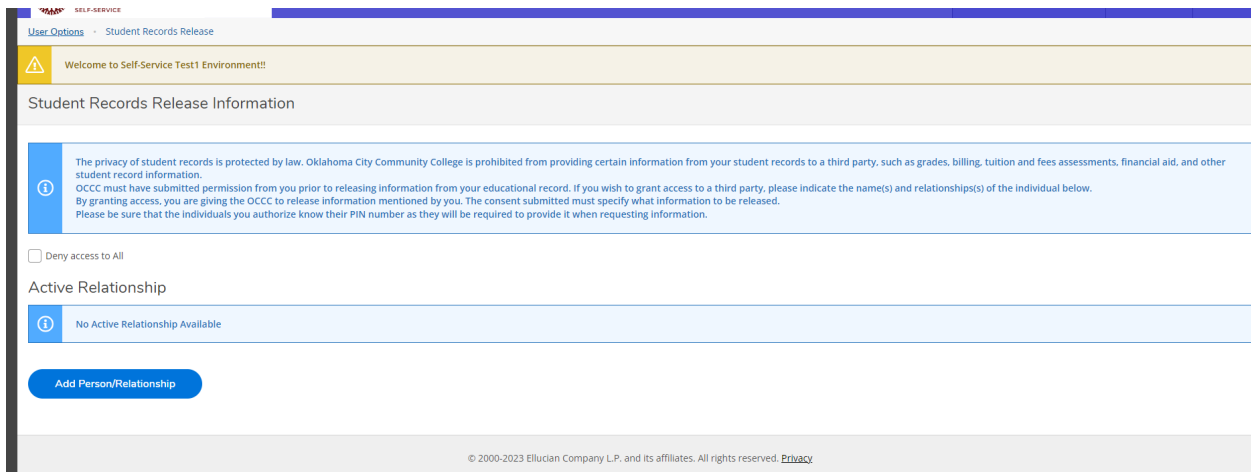 SELF-SERVICE
User Options · Student Records Release
Welcome to Self-Service Test1 Environment!!
Student Records Release Information
The privacy of student records is protected by law. Oklahoma City Community College is prohibited from providing certain information from your student records to a third party, such as grades, billing, tuition and fees assessments, financial aid, and other
student record information.
OCCC must have submitted permission from you prior to releasing information from your educational record. If you wish to grant access to a third party, please indicate the name(s) and relationships(s) of the individual below.
By granting access, you are giving the OCCC to release information mentioned by you. The consent submitted must specify what information to be released.
Please be sure that the individuals you authorize know their PIN number as they will be required to provide it when requesting information.
Deny access to All
Active Relationship
No Active Relationship Available
Add Person/Relationship
© 2000-2023 Ellucian Company L.P. and its affiliates. All rights reserved. Privacy